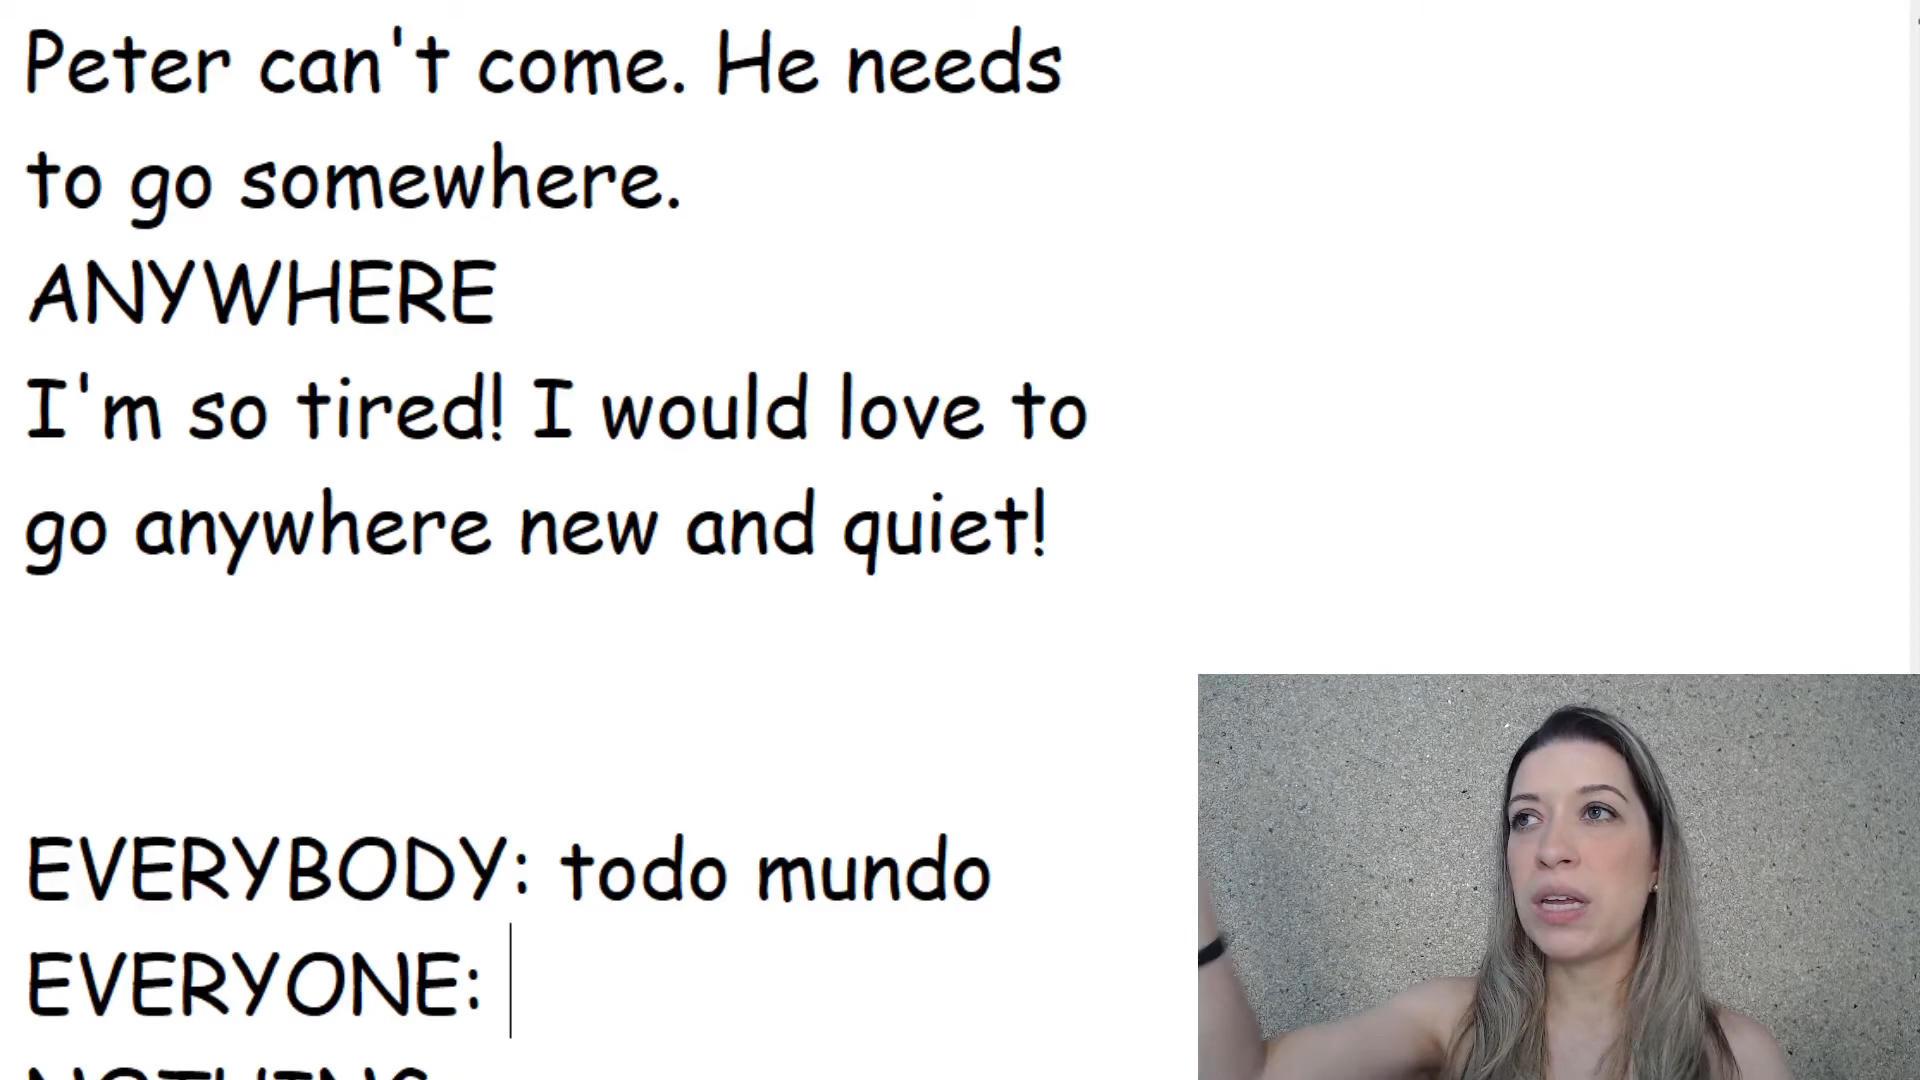 Peter can't come. He needs
to go somewhere.
ANYWHERE
I'm so tired! I would love to
go anywhere new and quiet!
EVERYBODY: todo mundo
EVERYONE:
NOTHING